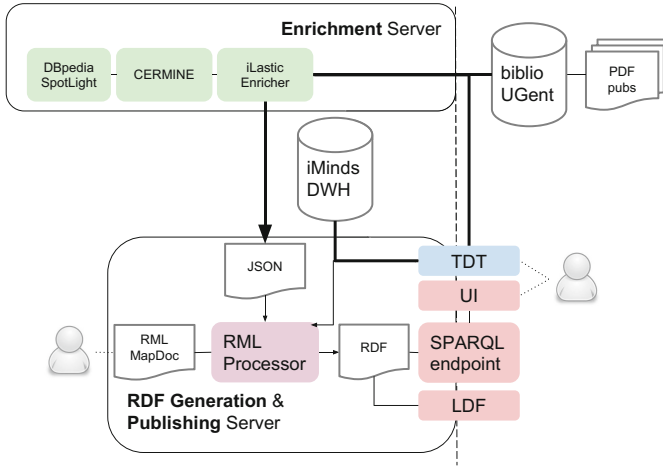 Enrichment Server
DBpedia
SpotLight
CERMINE
iLastic
Enricher
biblio
UGent
PDF
pubs
iMinds
DWH
JSON
TDT
UI
RML
MapDoc
RML
Processor
RDF
SPARQL
endpoint
LDF
RDF Generation &
Publishing Server